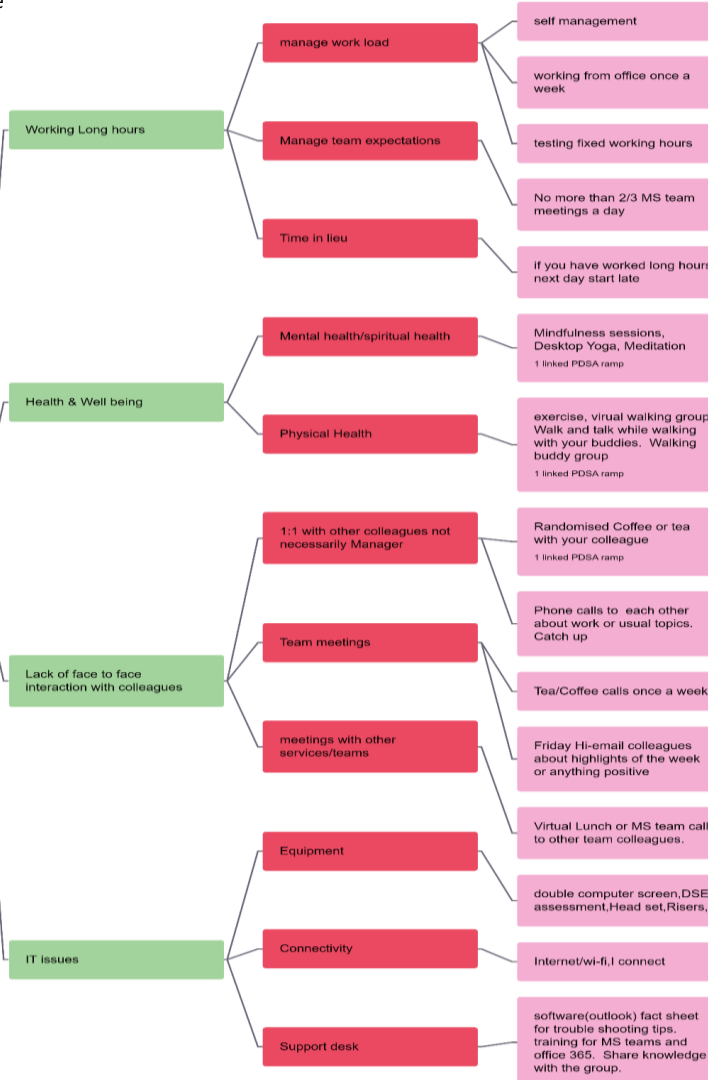 e
self management
manage work load
working from office once a
week
Working Long hours
Manage team expectations
testing fixed working hours
No more than 2/3 MS team
meetings a day
Time in lieu
if you have worked long hours
next day start late
Mental health/spiritual health
Mindfulness sessions,
Desktop Yoga, Meditation
1 linked PDSA ramp
Health & Well being
Physical Health
exercise, virual walking group
Walk and talk while walking
with your buddies. Walking
buddy group
1 linked PDSA ramp
1:1 with other colleagues not
necessarily Manager
Randomised Coffee or tea
with your colleague
1 linked PDSA ramp
Phone calls to each other
about work or usual topics.
Catch up
Team meetings
Lack of face to face
interaction with colleagues
Tea/Coffee calls once a week
meetings with other
services/teams
Friday Hi-email colleagues
about highlights of the week
or anything positive
Virtual Lunch or MS team call
to other team colleagues.
Equipment
double computer screen,DSE
assessment,Head set,Risers,
IT issues
Connectivity
Internet/wi-fi,I connect
Support desk
software(outlook) fact sheet
for trouble shooting tips.
training for MS teams and
office 365. Share knowledge
with the group.